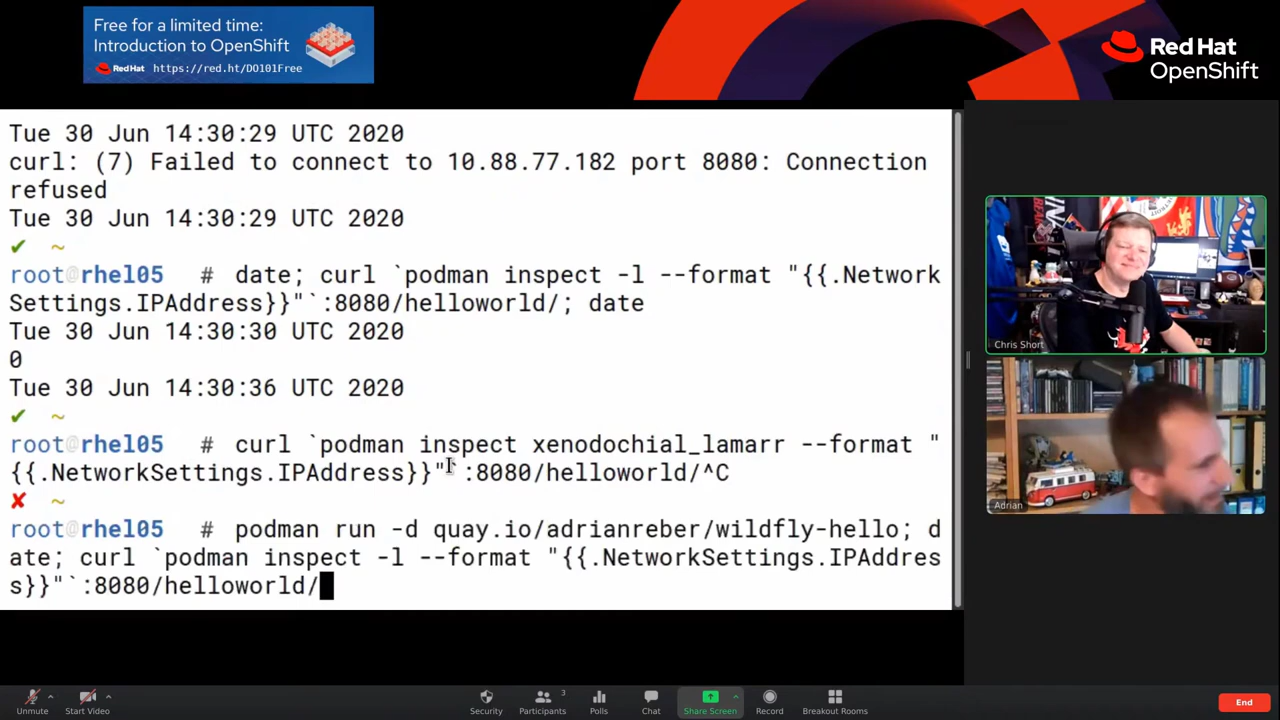 Free for a limited time:
Introduction to OpenShift
Red Hat https://red.ht/DO101Free
Red Hat
OpenShift
Tue 30 Jun 14:30:29 UTC 2020
curl: (7) Failed to connect to 10.88.77.182 port 8080: Connection
refused
Tue 30 Jun 14:30:29 UTC 2020
✔ ~
root@rhel05 # date; curl `podman inspect -l --format "{{.Network
Settings.IPAddress}}"`:8080/helloworld/; date
Tue 30 Jun 14:30:30 UTC 2020
0
Tue 30 Jun 14:30:36 UTC 2020
✔ ~
root@rhel05 # curl `podman inspect xenodochial_lamarr --format "
{{.NetworkSettings.IPAddress}}"`:8080/helloworld/^C
✘ ~
root@rhel05 # podman run -d quay.io/adrianreber/wildfly-hello; d
ate; curl `podman inspect -l --format "{{.NetworkSettings.IPAddres
s}}"`:8080/helloworld/
Chris Short
Adrian
Unmute
Start Video
Security
Participants
3
Polls
Chat
Share Screen
Record
Breakout Rooms
End